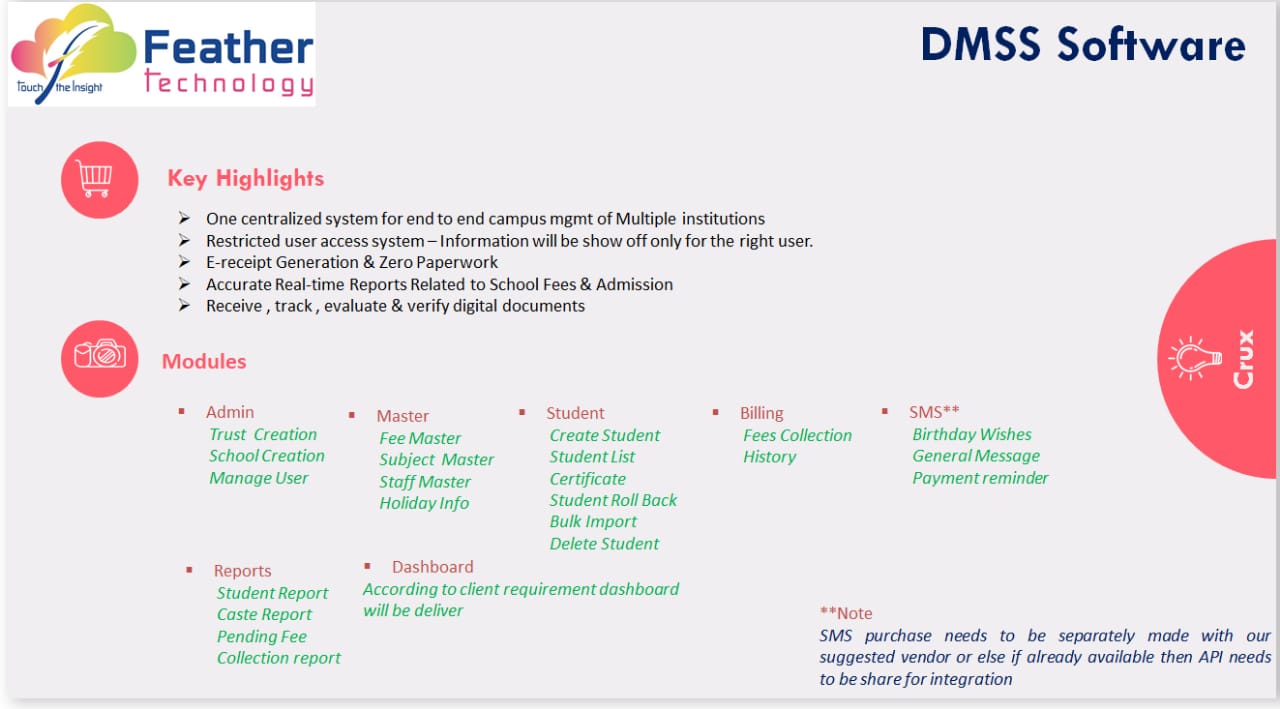 Feather
Technology
Touch the Insight
DMSS Software
Key Highlights
➢ One centralized system for end to end campus mgmt of Multiple institutions
➢ Restricted user access system – Information will be show off only for the right user.
➢ E-receipt Generation & Zero Paperwork
➢ Accurate Real-time Reports Related to School Fees & Admission
➢ Receive , track , evaluate & verify digital documents
Crux
Modules
▪ Admin
Trust Creation
School Creation
Manage User
▪ Master
Fee Master
Subject Master
Staff Master
Holiday Info
▪ Student
Create Student
Student List
Certificate
Student Roll Back
Bulk Import
Delete Student
▪ Billing
Fees Collection
History
▪ SMS**
Birthday Wishes
General Message
Payment reminder
▪ Reports
Student Report
Caste Report
Pending Fee
Collection report
▪ Dashboard
According to client requirement dashboard
will be deliver
**Note
SMS purchase needs to be separately made with our
suggested vendor or else if already available then API needs
to be share for integration